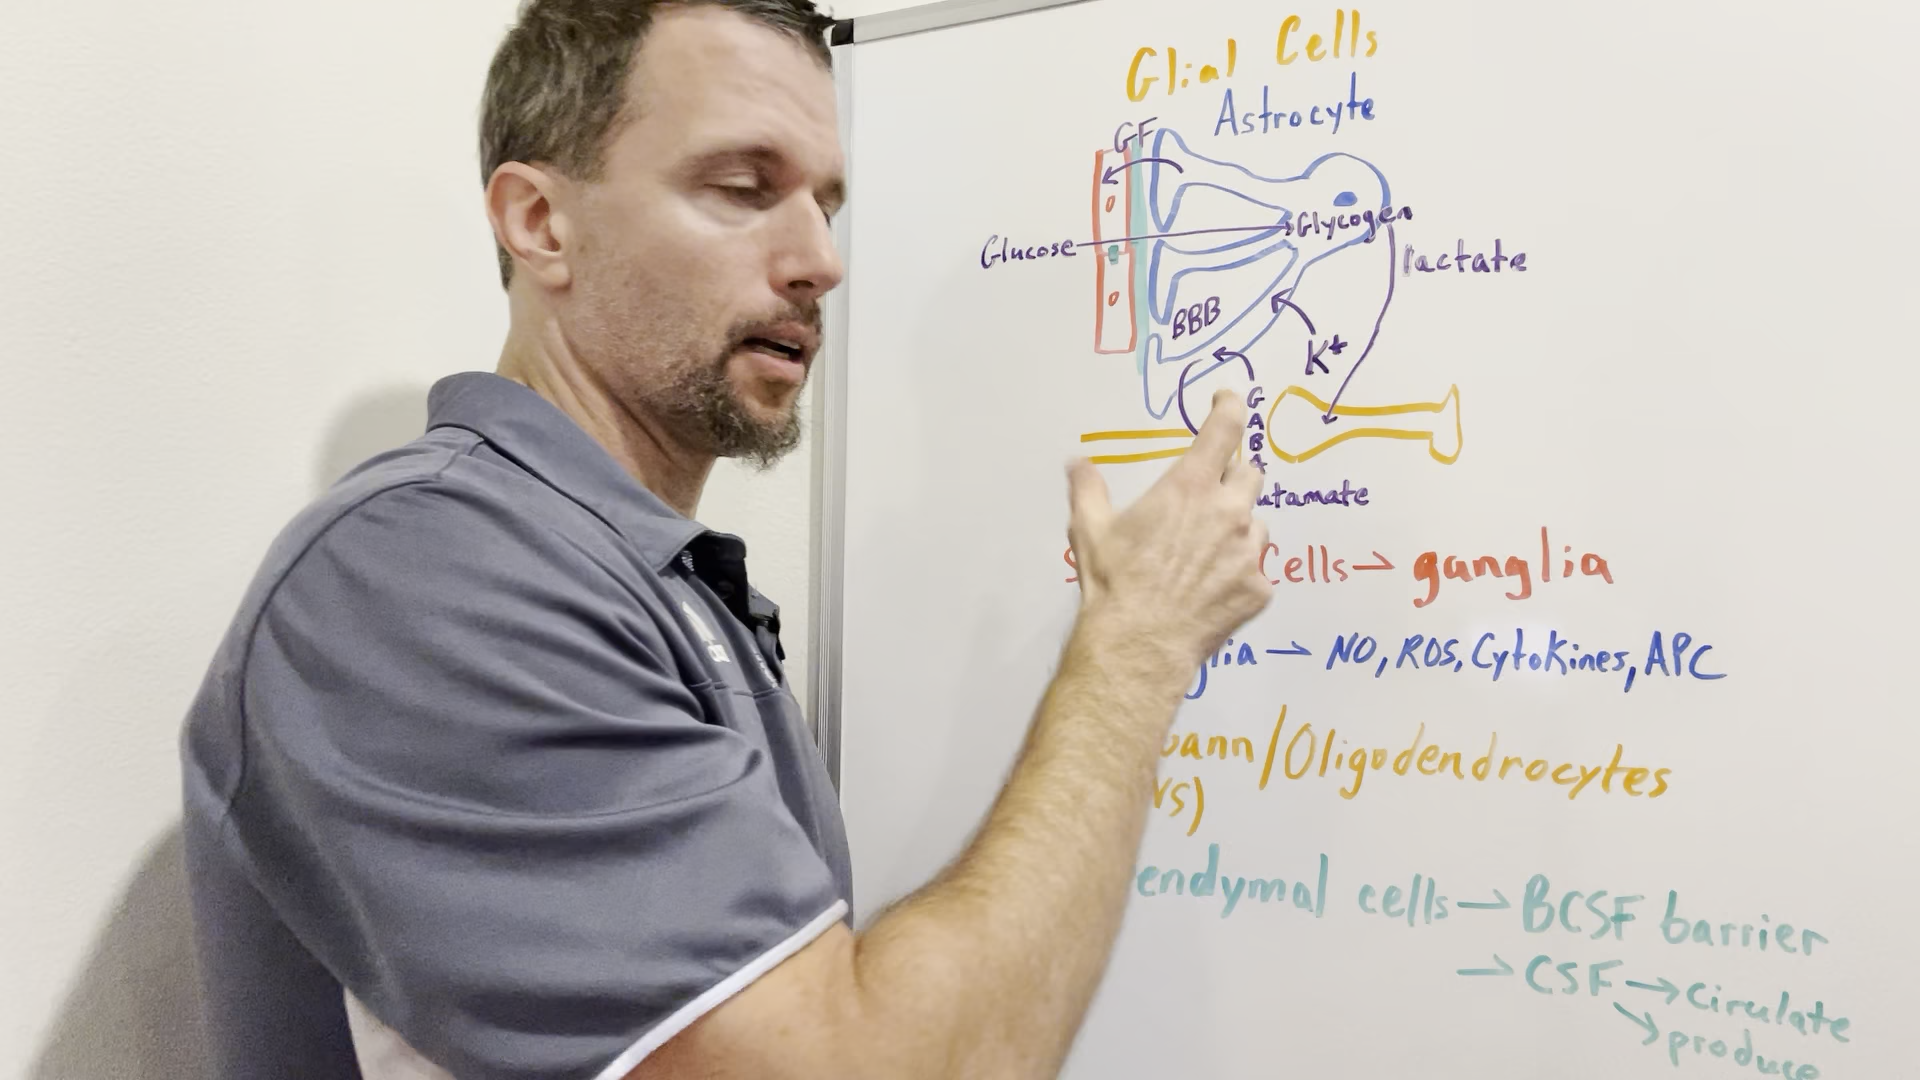 Glial Cells
Astrocyte
GF
Glycogen
Glucose
lactate
BBB
K+
GABA
utamate
Cells → ganglia
lia → NO, ROS, Cytokines, APC
ann/Oligodendrocytes
S)
endymal cells → BCSF barrier
→ CSF → Circulate
↘ produce